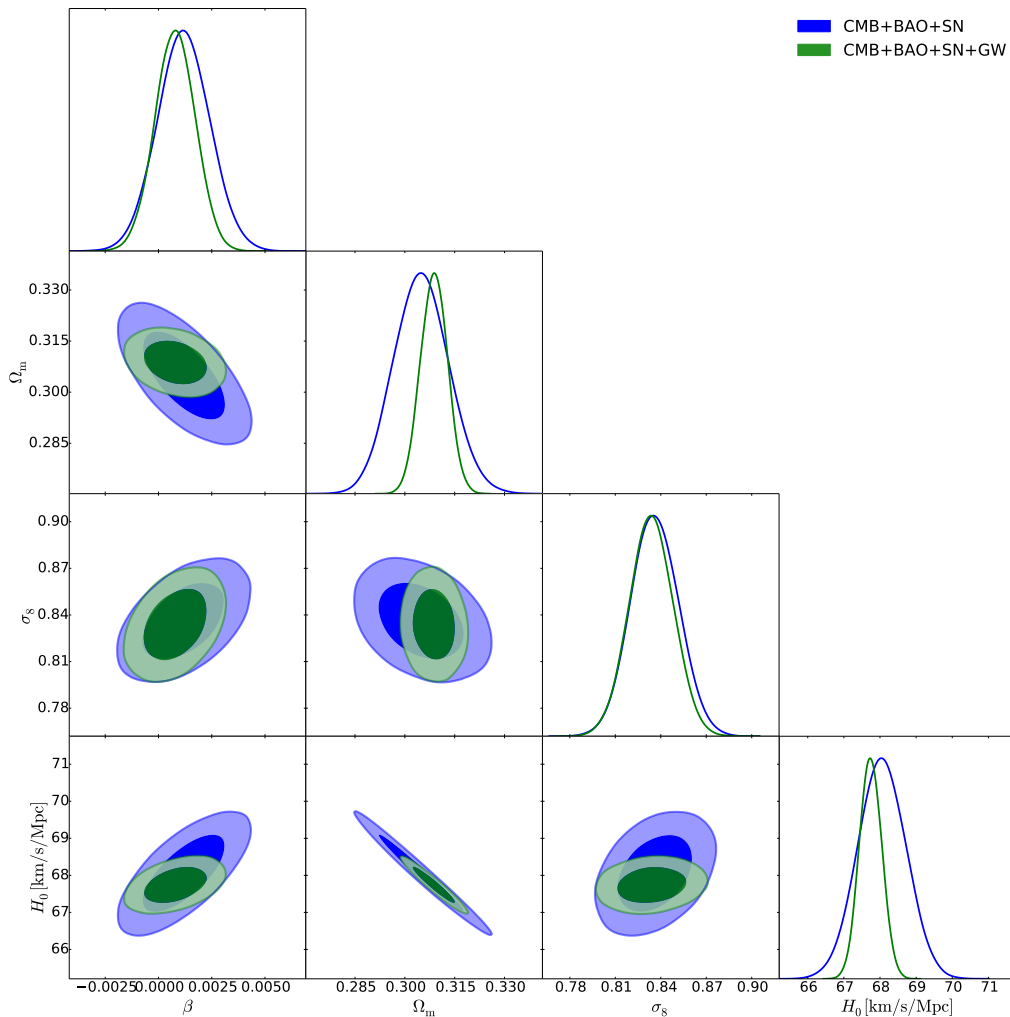 CMB+BAO+SN
CMB+BAO+SN+GW
0.330
0.315
0.300
0.285
Ωm
0.90
0.87
0.84
0.81
0.78
σ8
71
70
69
68
67
66
H0 [km/s/Mpc]
−0.0025 0.0000 0.0025 0.0050
0.285 0.300 0.315 0.330
0.78 0.81 0.84 0.87 0.90
66 67 68 69 70 71
β
Ωm
σ8
H0 [km/s/Mpc]